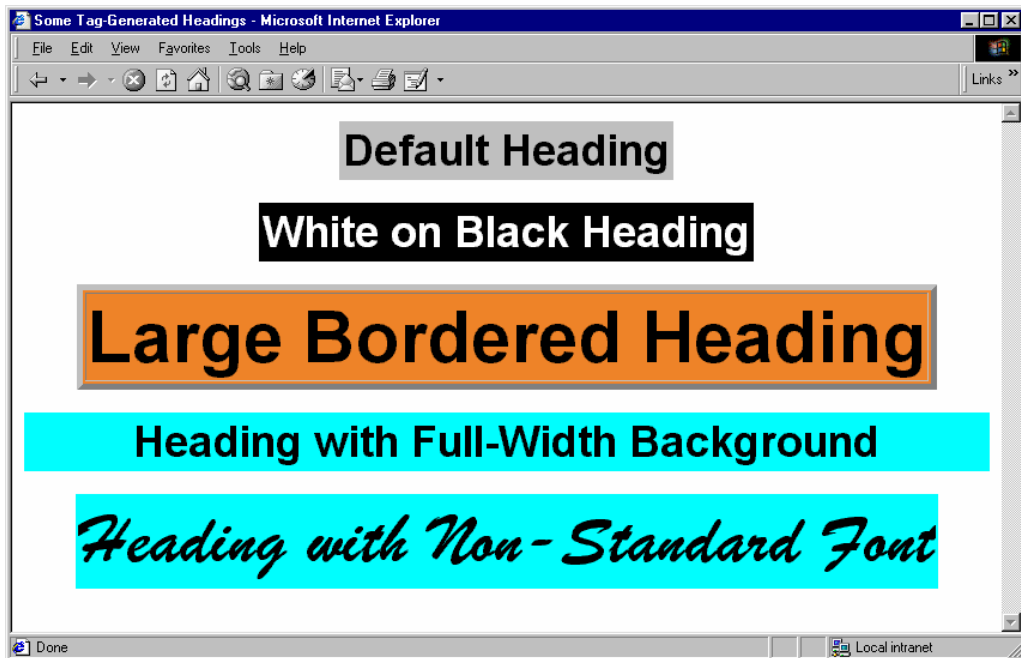 Some Tag-Generated Headings - Microsoft Internet Explorer
File Edit View Favorites Tools Help
Links »
Default Heading
White on Black Heading
Large Bordered Heading
Heading with Full-Width Background
Heading with Non-Standard Font
Done
Local intranet